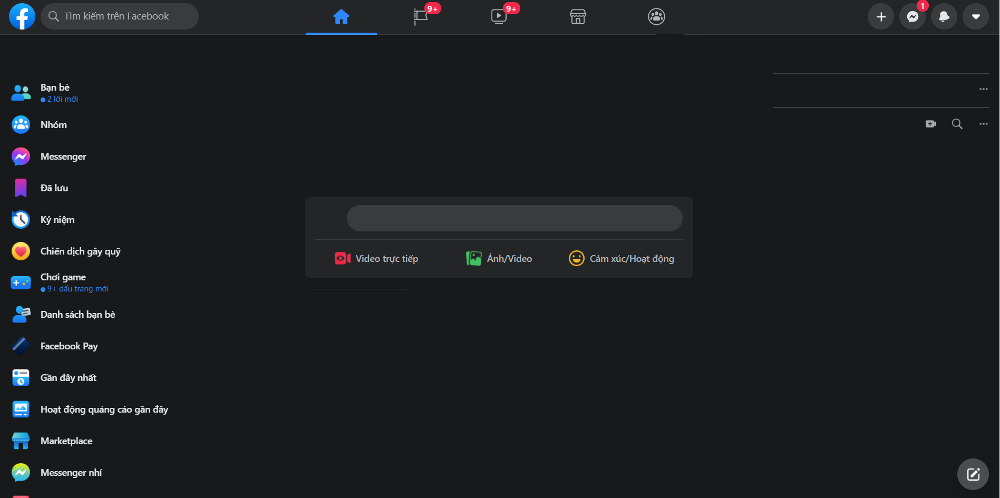 Tìm kiếm trên Facebook
9+
9+
1
Bạn bè
2 lời mời
Nhóm
Messenger
Đã lưu
Kỷ niệm
Chiến dịch gây quỹ
Chơi game
9+ dấu trang mới
Danh sách bạn bè
Facebook Pay
Gần đây nhất
Hoạt động quảng cáo gần đây
Marketplace
Messenger nhí
Video trực tiếp
Ảnh/Video
Cảm xúc/Hoạt động